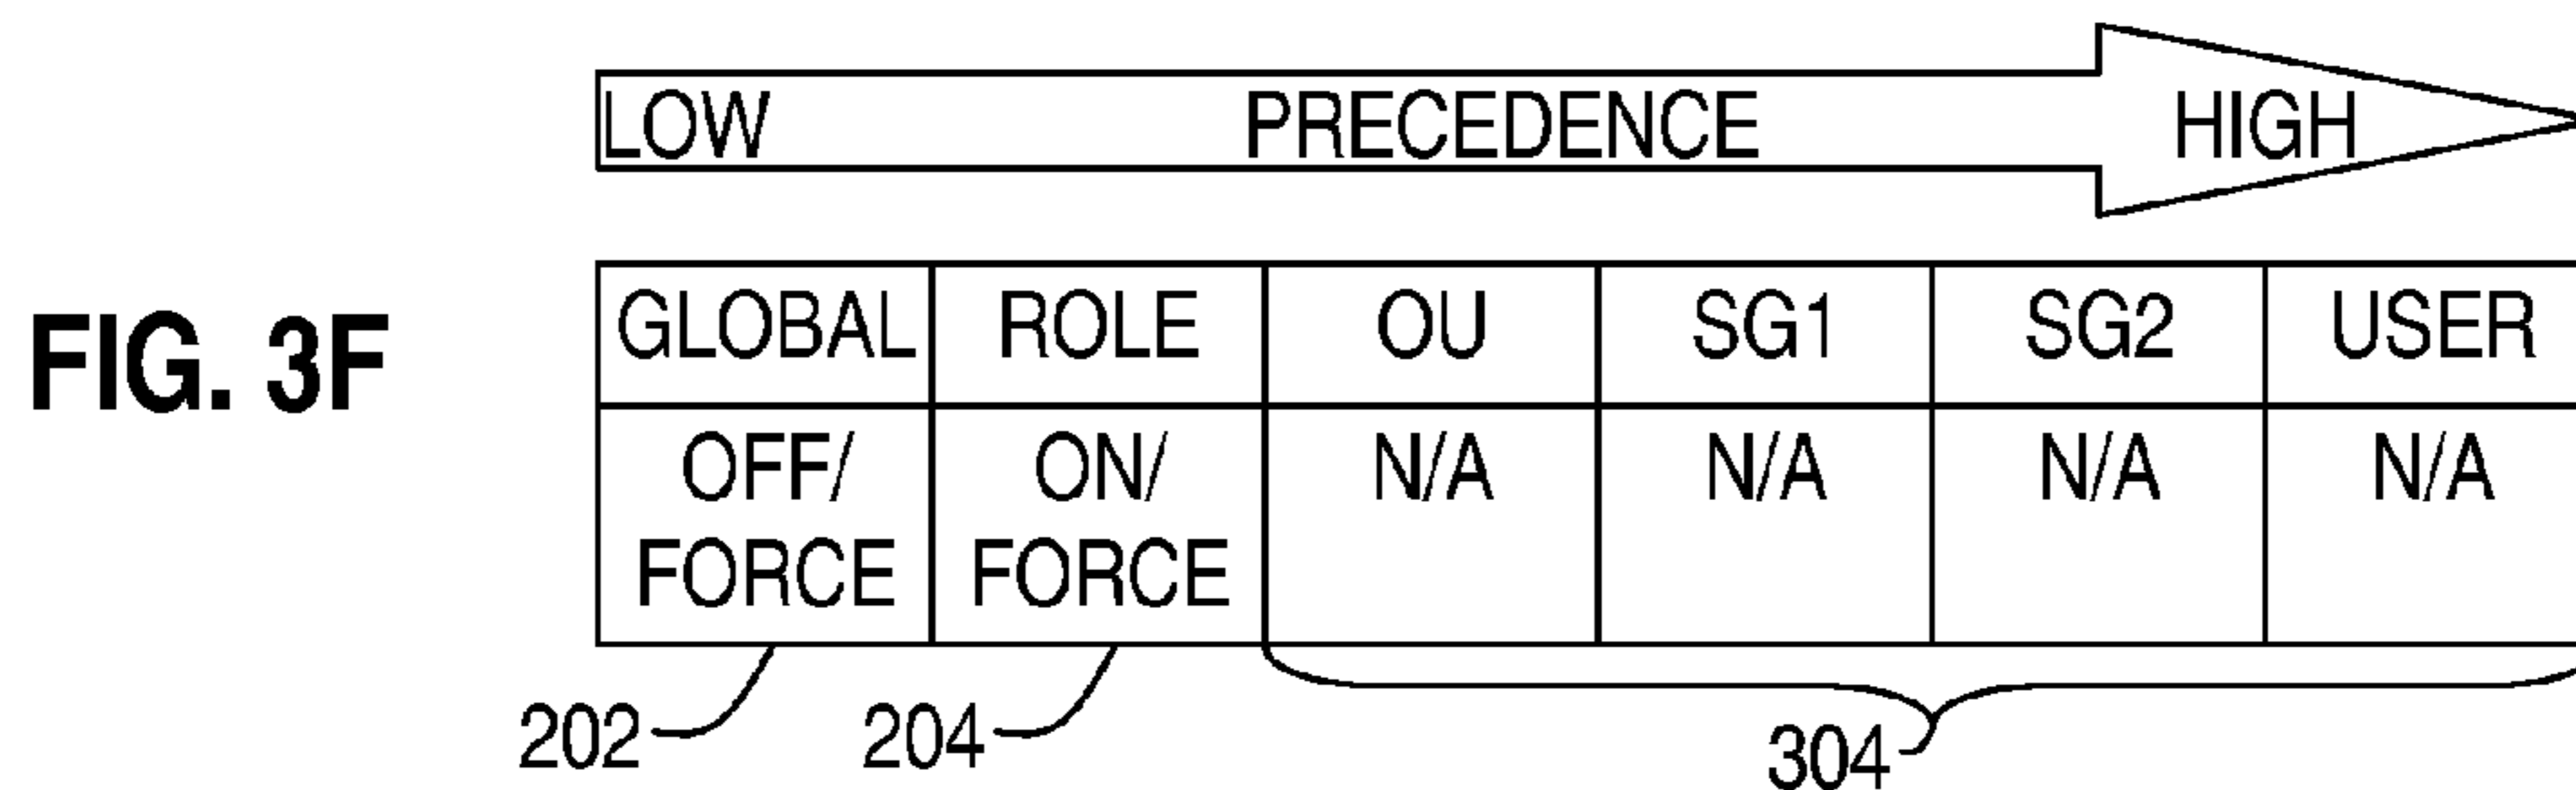 LOW PRECEDENCE HIGH
FIG. 3F
GLOBAL ROLE OU SG1 SG2 USER
OFF/ ON/ N/A N/A N/A N/A
FORCE FORCE
202 204 304